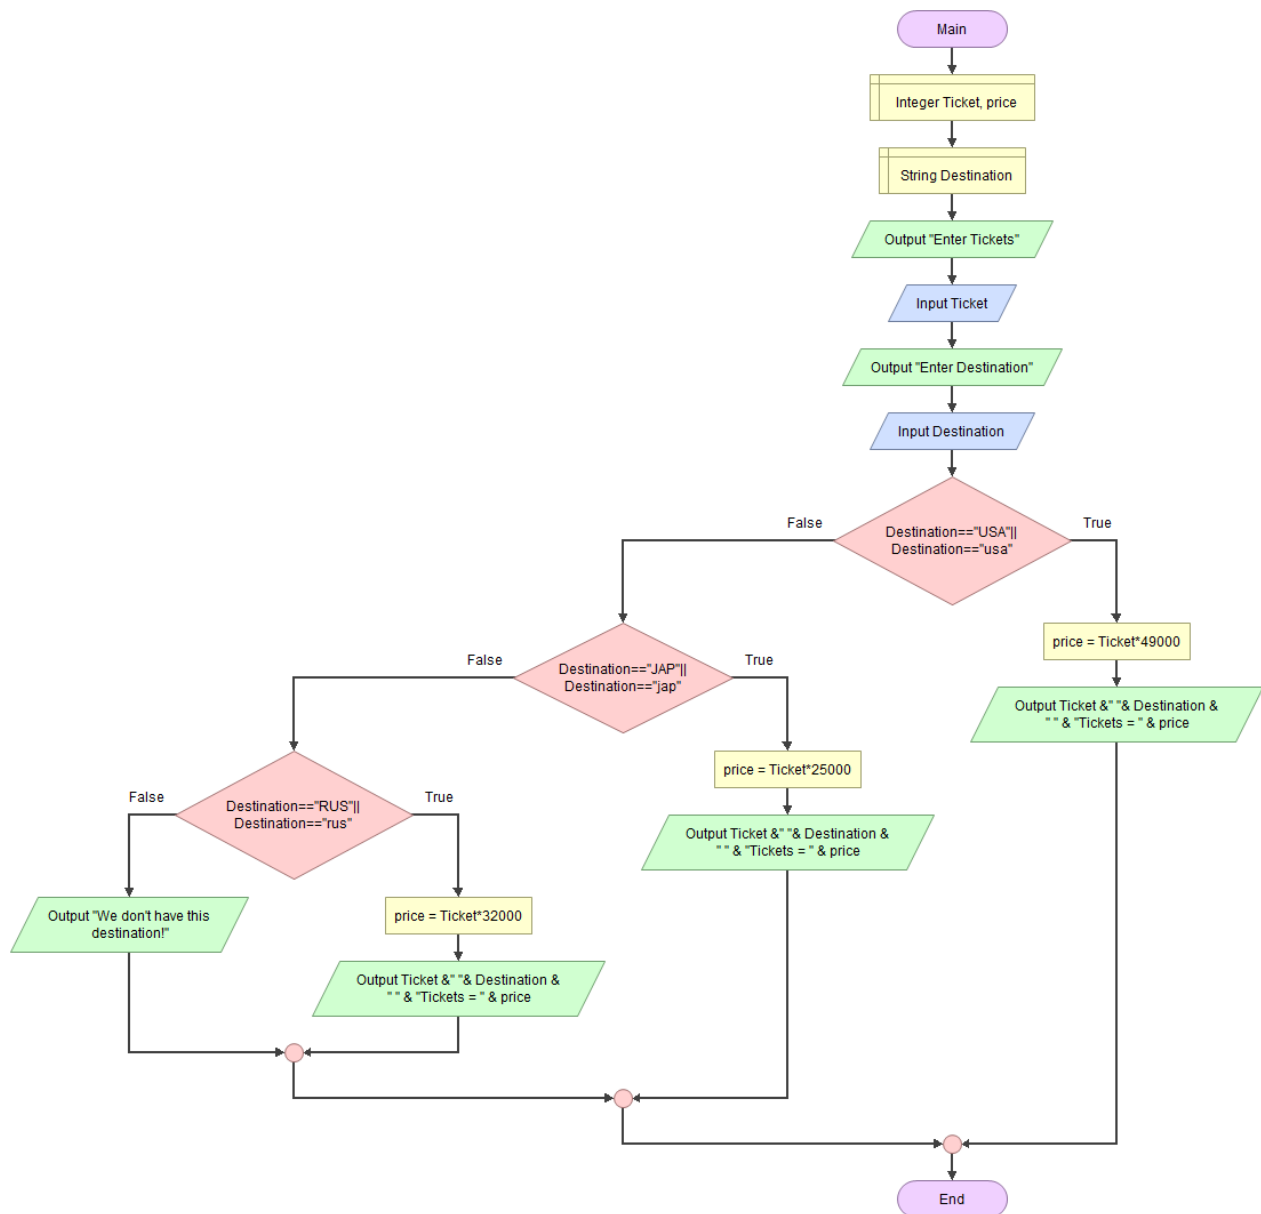 Main
Integer Ticket, price
String Destination
Output "Enter Tickets"
Input Ticket
Output "Enter Destination"
Input Destination
False
Destination=="USA"||
Destination=="usa"
True
price = Ticket*49000
Output Ticket &" "& Destination &
" " & "Tickets = " & price
False
Destination=="JAP"||
Destination=="jap"
True
price = Ticket*25000
Output Ticket &" "& Destination &
" " & "Tickets = " & price
False
Destination=="RUS"||
Destination=="rus"
True
Output "We don't have this
destination!"
price = Ticket*32000
Output Ticket &" "& Destination &
" " & "Tickets = " & price
End